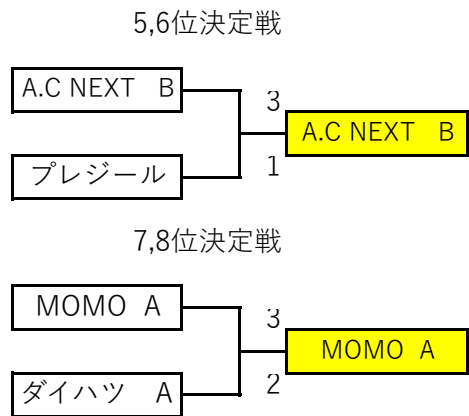 5,6位決定戦
A.C NEXT　B
3
A.C NEXT　B
プレジール
1
7,8位決定戦
MOMO A
3
MOMO A
ダイハツ　A
2